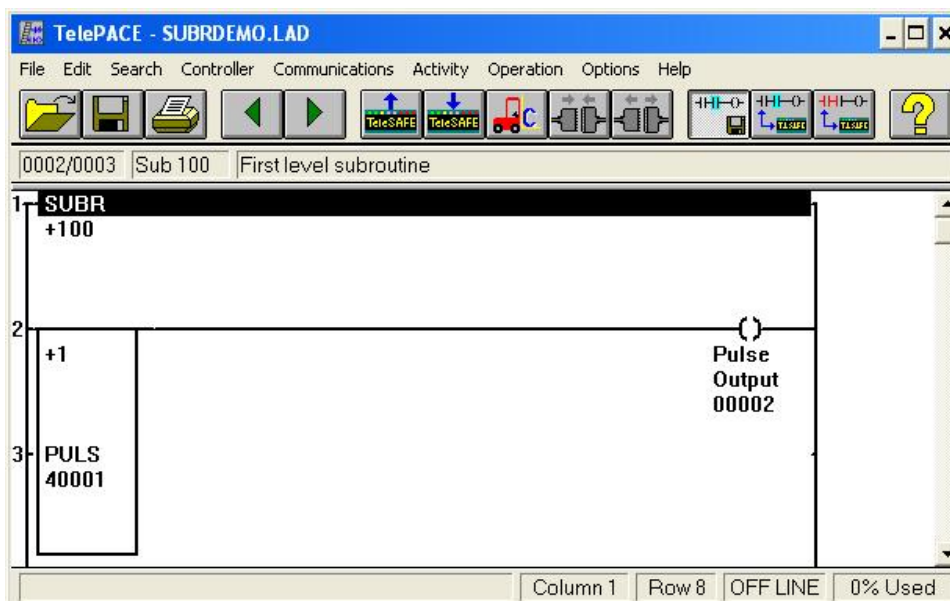 TelePACE - SUBRDEMO.LAD
File Edit Search Controller Communications Activity Operation Options Help
TeleSAFE TeleSAFE C T.SAFE T.SAFE ?
0002/0003 Sub 100 First level subroutine
1 SUBR
+100
2
+1 Pulse
Output
00002
3 PULS
40001
Column 1 Row 8 OFF LINE 0% Used